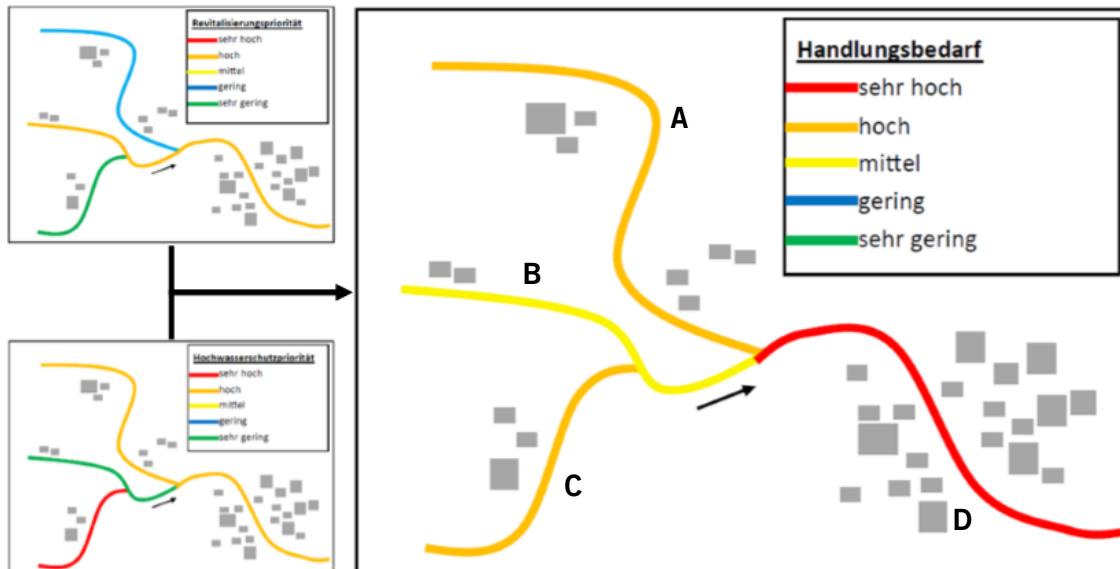 Revitalisierungspriorität
sehr hoch
hoch
mittel
gering
sehr gering
Hochwasserschutzpriorität
sehr hoch
hoch
mittel
gering
sehr gering
Handlungsbedarf
sehr hoch
hoch
mittel
gering
sehr gering
A
B
C
D